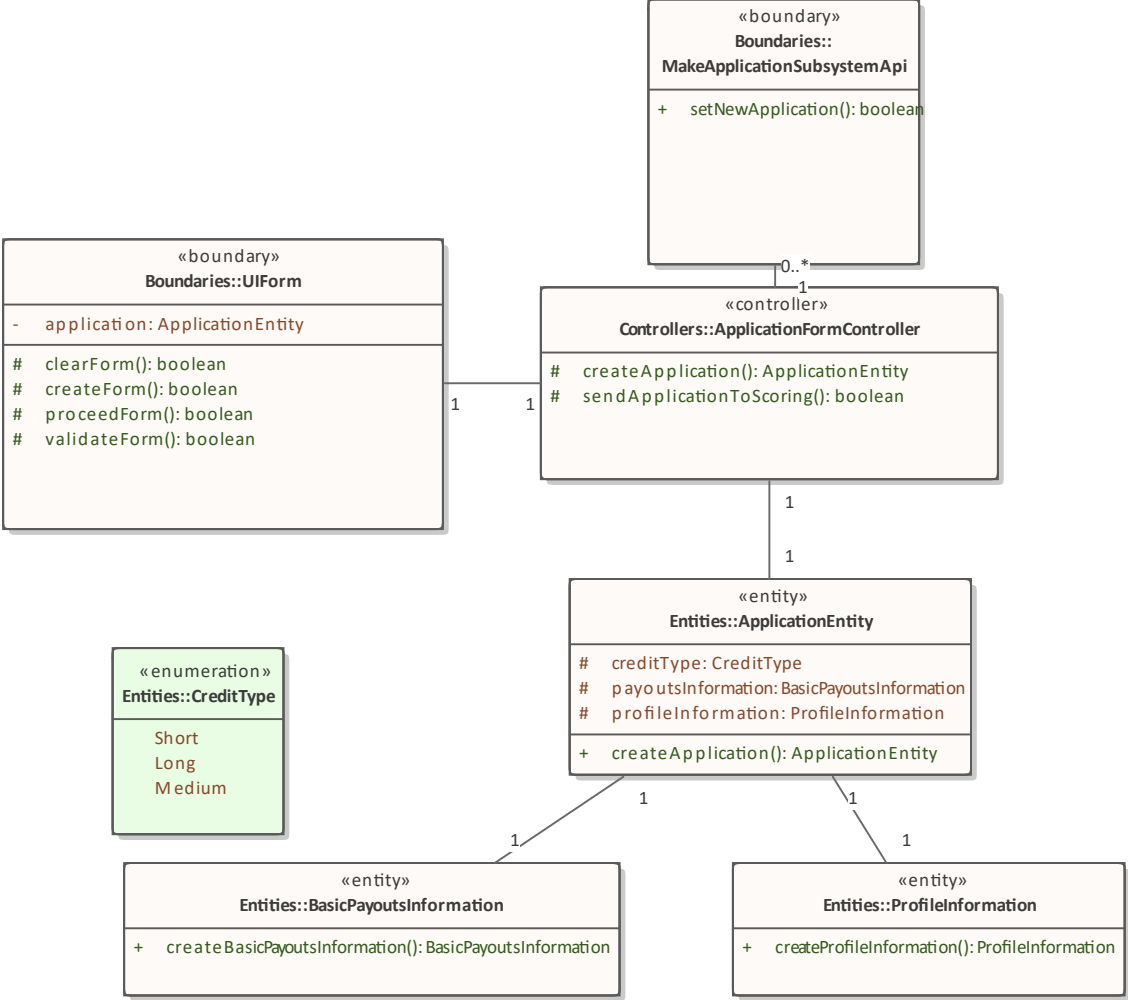 «boundary»
Boundaries::
MakeApplicationSubsystemApi
+ setNewApplication(): boolean
0..*
1
«boundary»
Boundaries::UIForm
- application: ApplicationEntity
# clearForm(): boolean
# createForm(): boolean
# proceedForm(): boolean
# validateForm(): boolean
1
1
«controller»
Controllers::ApplicationFormController
# createApplication(): ApplicationEntity
# sendApplicationToScoring(): boolean
1
1
«entity»
Entities::ApplicationEntity
# creditType: CreditType
# payoutsInformation: BasicPayoutsInformation
# profileInformation: ProfileInformation
+ createApplication(): ApplicationEntity
«enumeration»
Entities::CreditType
Short
Long
Medium
1
1
1
1
«entity»
Entities::BasicPayoutsInformation
+ createBasicPayoutsInformation(): BasicPayoutsInformation
«entity»
Entities::ProfileInformation
+ createProfileInformation(): ProfileInformation